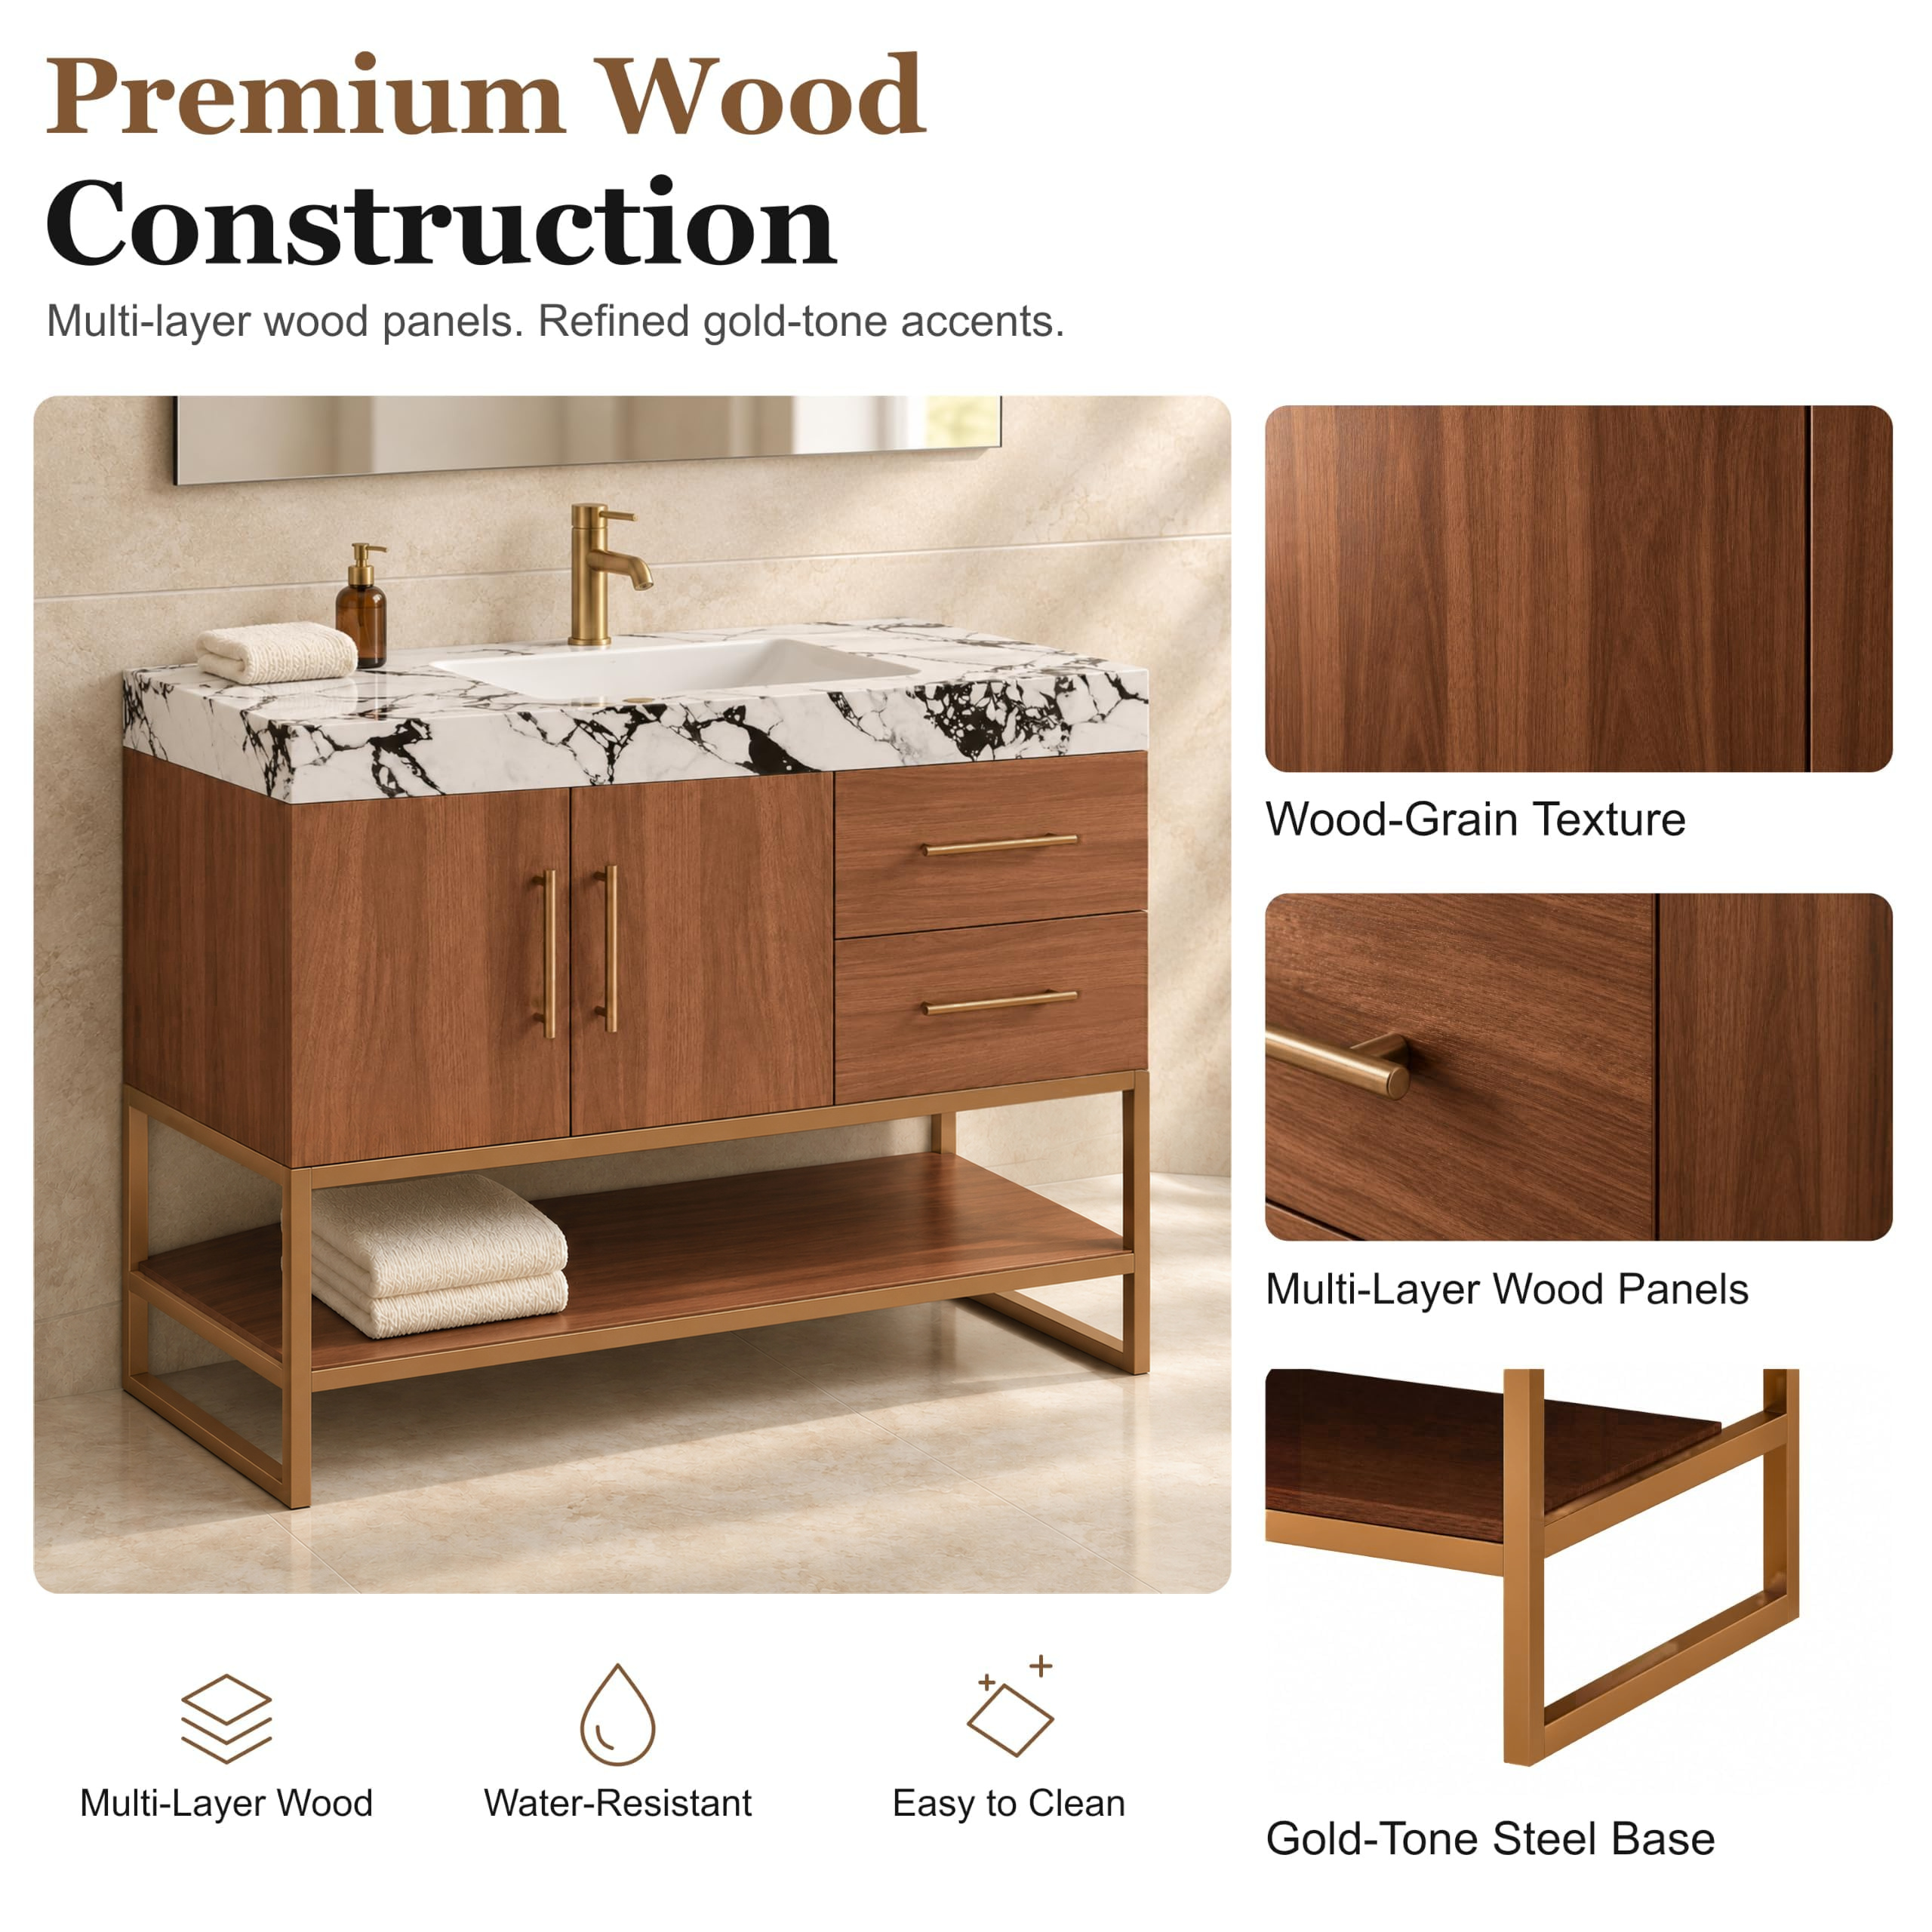 Premium Wood
Construction
Multi-layer wood panels. Refined gold-tone accents.
Wood-Grain Texture
Multi-Layer Wood Panels
Gold-Tone Steel Base
Multi-Layer Wood
Water-Resistant
Easy to Clean